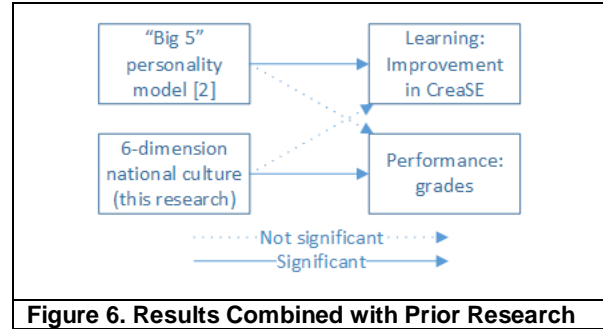 “Big 5”
personality
model [2]
Learning:
Improvement
in CreaSE
6-dimension
national culture
(this research)
Performance:
grades
Not significant
Significant
Figure 6. Results Combined with Prior Research